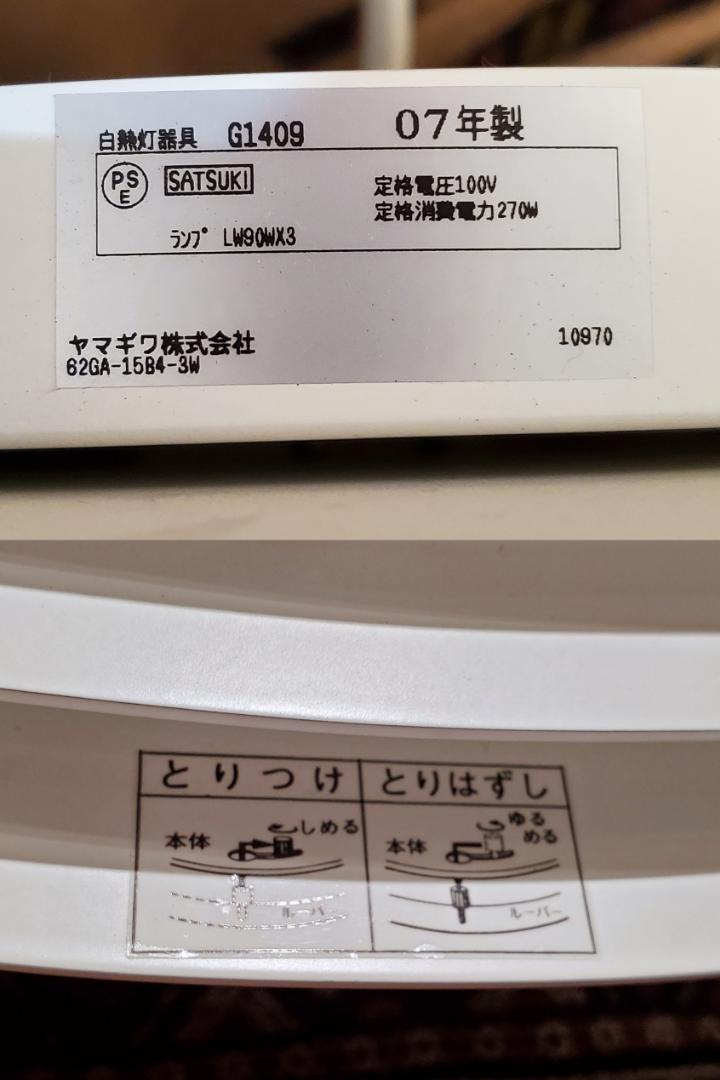 白熱灯器具 G1409 07年製
PS
E
SATSUKI
定格電圧100V
定格消費電力270W
ランプ LW90WX3
ヤマギワ株式会社
10970
62GA-15B4-3W
とりつけ
とりはずし
本体
しめる
ルーバー
本体
ゆる
める
ルーバー